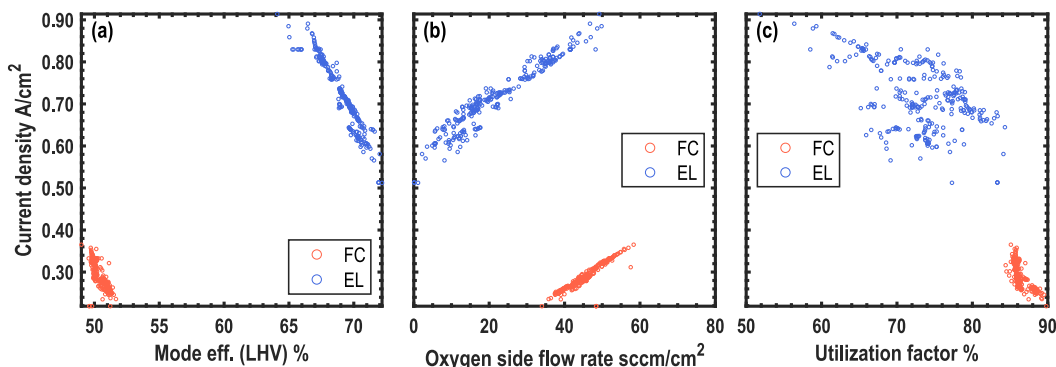 Current density A/cm2
0.90
0.80
0.70
0.60
0.50
0.40
0.30
(a)
FC
EL
50 55 60 65 70
Mode eff. (LHV) %
(b)
FC
EL
0 20 40 60 80
Oxygen side flow rate sccm/cm2
(c)
FC
EL
50 60 70 80 90
Utilization factor %